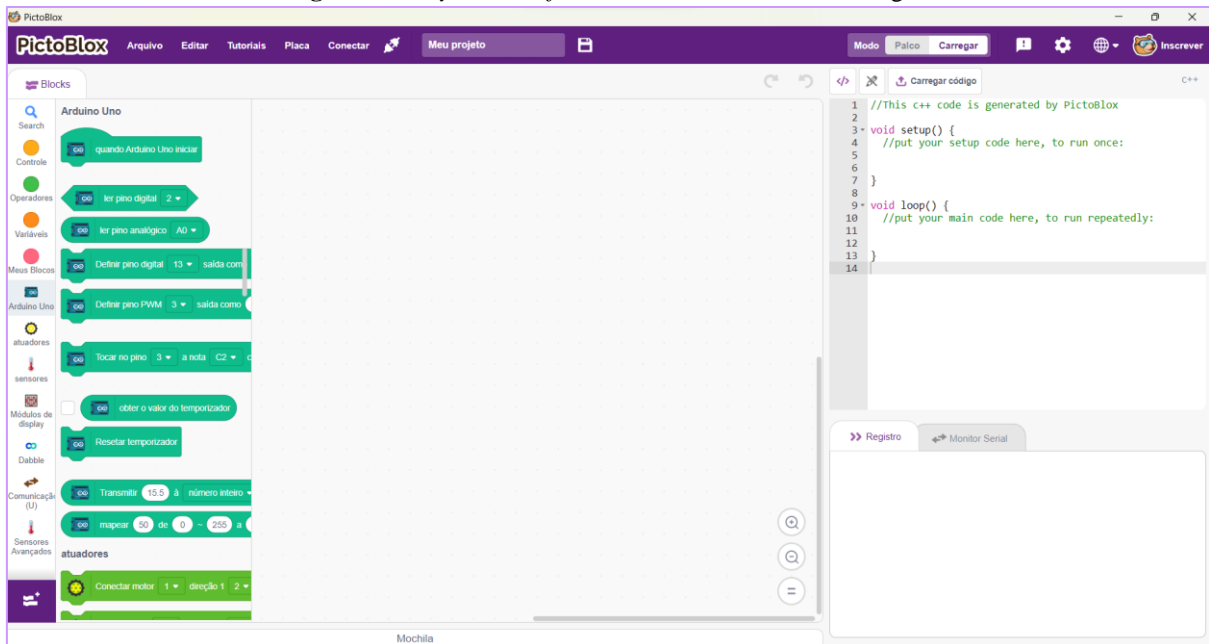 PictoBlox
PictoBlox Arquivo Editar Tutoriais Placa Conectar Meu projeto Modo Palco Carregar Inscrever
Blocks
Search
Controle
Operadores
Variáveis
Meus Blocos
Arduino Uno
atuadores
sensores
Módulos de
display
Dabble
Comunicaçã
(U)
Sensores
Avançados
Arduino Uno
quando Arduino Uno iniciar
ler pino digital 2
ler pino analógico A0
Definir pino digital 13 saída com
Definir pino PWM 3 saída como
Tocar no pino 3 a nota C2
obter o valor do temporizador
Resetar temporizador
Transmitir 15.5 à número inteiro
mapear 50 de 0 ~ 255 a
atuadores
Conectar motor 1 direção 1 2
Mochila
Carregar código C++
1 //This c++ code is generated by PictoBlox
2
3 void setup() {
4 //put your setup code here, to run once:
5
6
7 }
8
9 void loop() {
10 //put your main code here, to run repeatedly:
11
12
13 }
14
Registro Monitor Serial